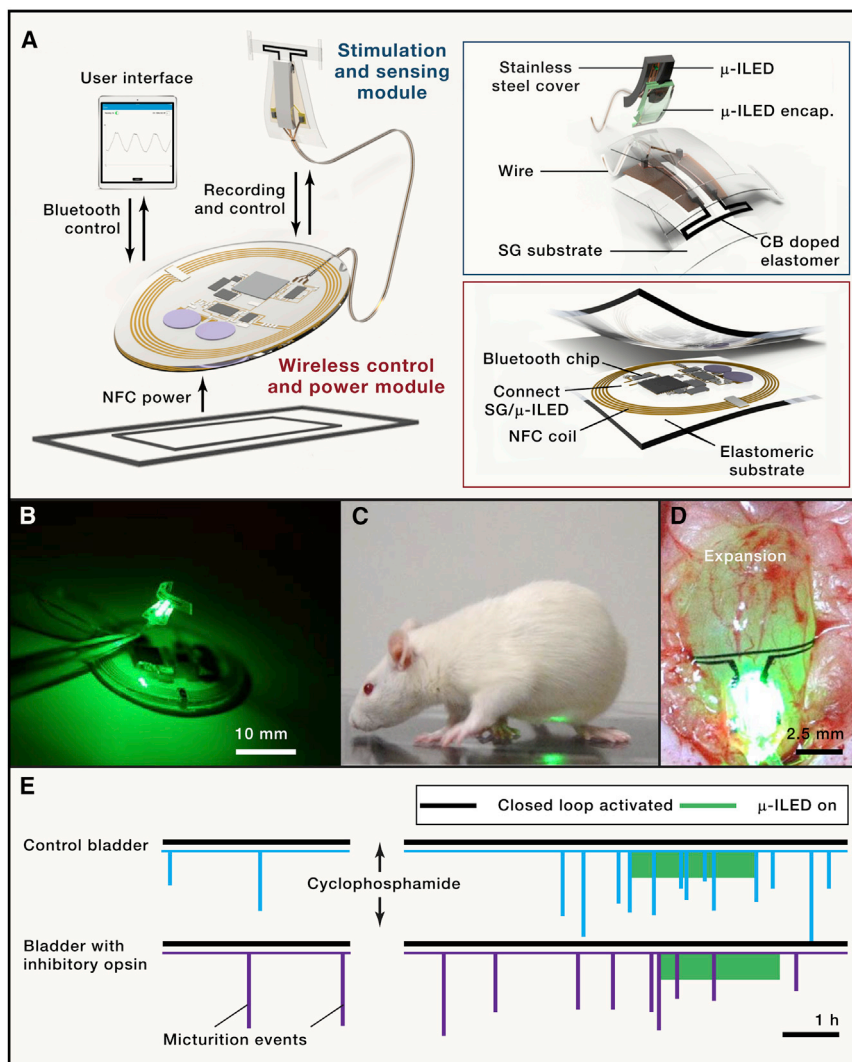 A
User interface
Bluetooth
control
Stimulation
and sensing
module
Recording
and control
Wireless control
and power module
NFC power
Stainless
steel cover
μ-ILED
μ-ILED encap.
Wire
SG substrate
CB doped
elastomer
Bluetooth chip
Connect
SG/μ-ILED
NFC coil
Elastomeric
substrate
B
10 mm
C
D
Expansion
2.5 mm
E
Closed loop activated
μ-ILED on
Control bladder
Cyclophosphamide
Bladder with
inhibitory opsin
Micturition events
1 h